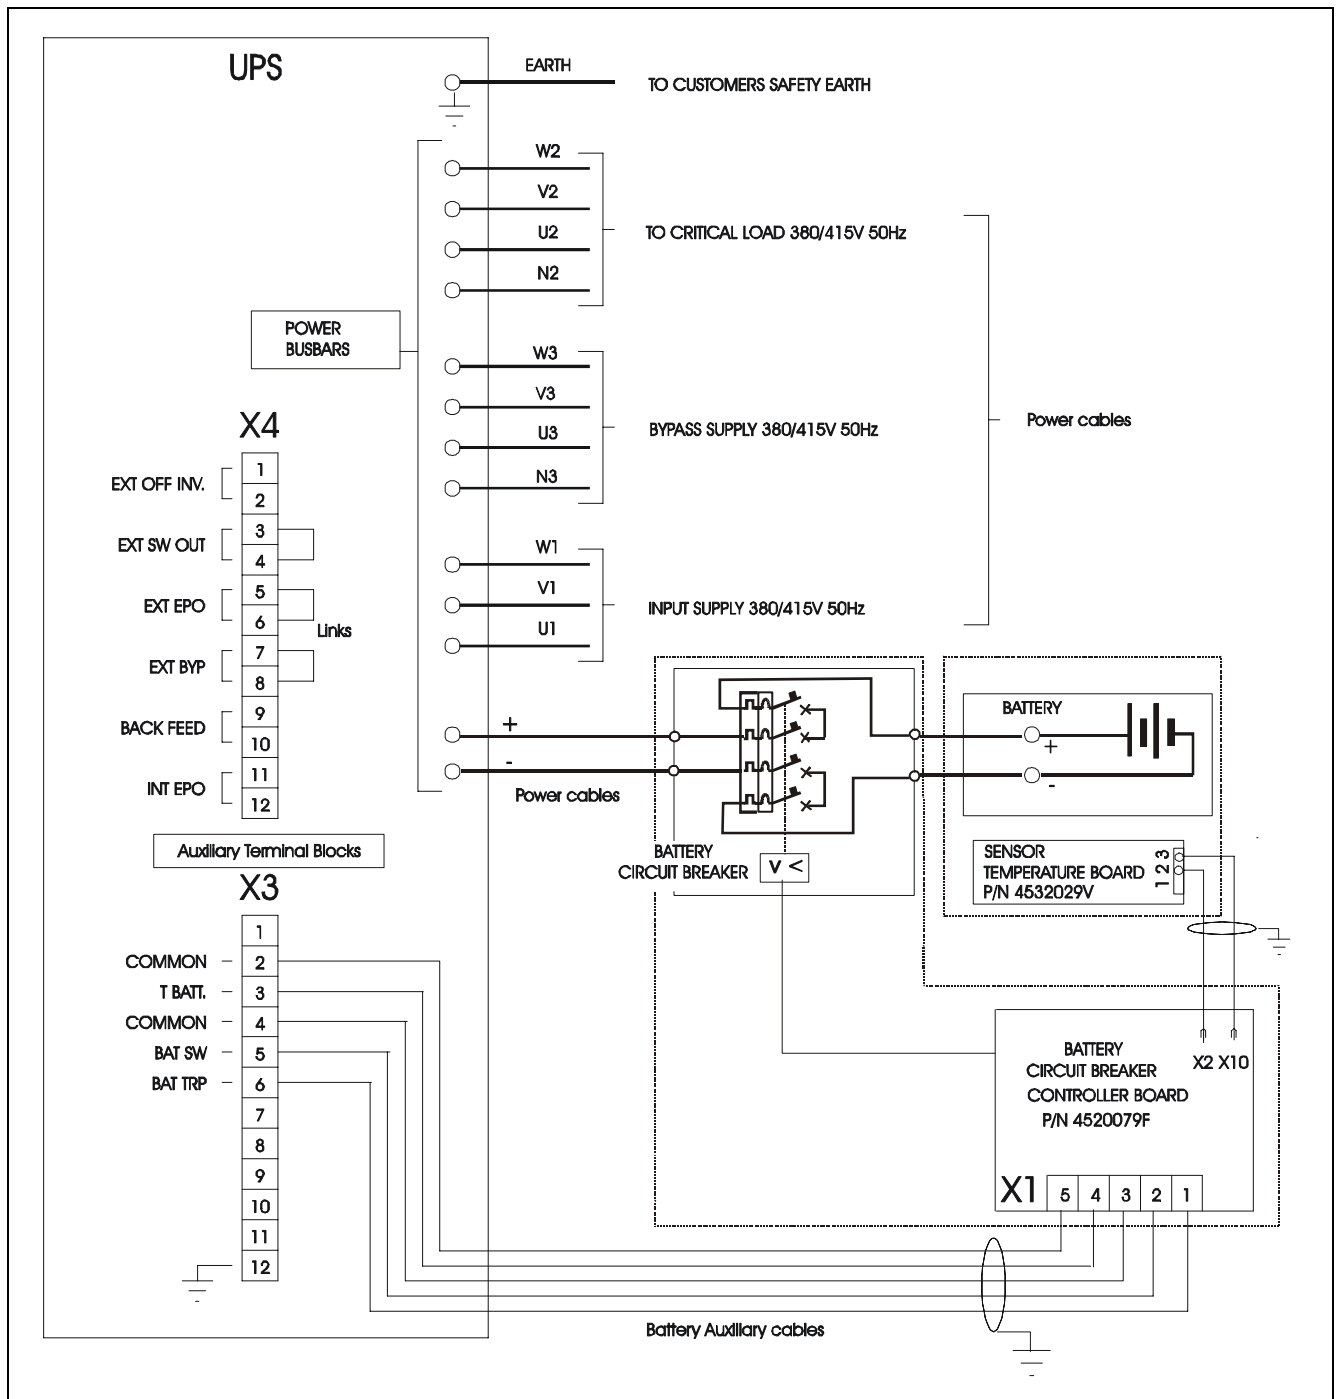 UPS
EARTH
TO CUSTOMERS SAFETY EARTH
W2
V2
U2
N2
TO CRITICAL LOAD 380/415V 50Hz
POWER
BUSBARS
W3
V3
U3
N3
BYPASS SUPPLY 380/415V 50Hz
Power cables
W1
V1
U1
INPUT SUPPLY 380/415V 50Hz
X4
EXT OFF INV.
1
2
EXT SW OUT
3
4
EXT EPO
5
6
Links
EXT BYP
7
8
BACK FEED
9
10
INT EPO
11
12
+
-
Power cables
BATTERY
CIRCUIT BREAKER
V <
BATTERY
+
-
SENSOR
TEMPERATURE BOARD
P/N 4532029V
1 2 3
Auxiliary Terminal Blocks
X3
1
COMMON
2
T BATT.
3
COMMON
4
BAT SW
5
BAT TRP
6
7
8
9
10
11
12
X2 X10
BATTERY
CIRCUIT BREAKER
CONTROLLER BOARD
P/N 4520079F
X1
5 4 3 2 1
Battery Auxiliary cables